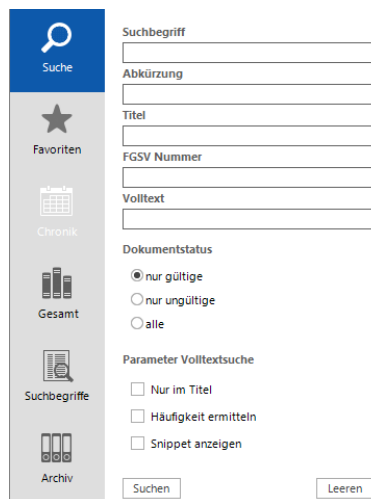 Suche
Favoriten
Chronik
Gesamt
Suchbegriffe
Archiv
Suchbegriff
Abkürzung
Titel
FGSV Nummer
Volltext
Dokumentstatus
nur gültige
nur ungültige
alle
Parameter Volltextsuche
Nur im Titel
Häufigkeit ermitteln
Snippet anzeigen
Suchen
Leeren